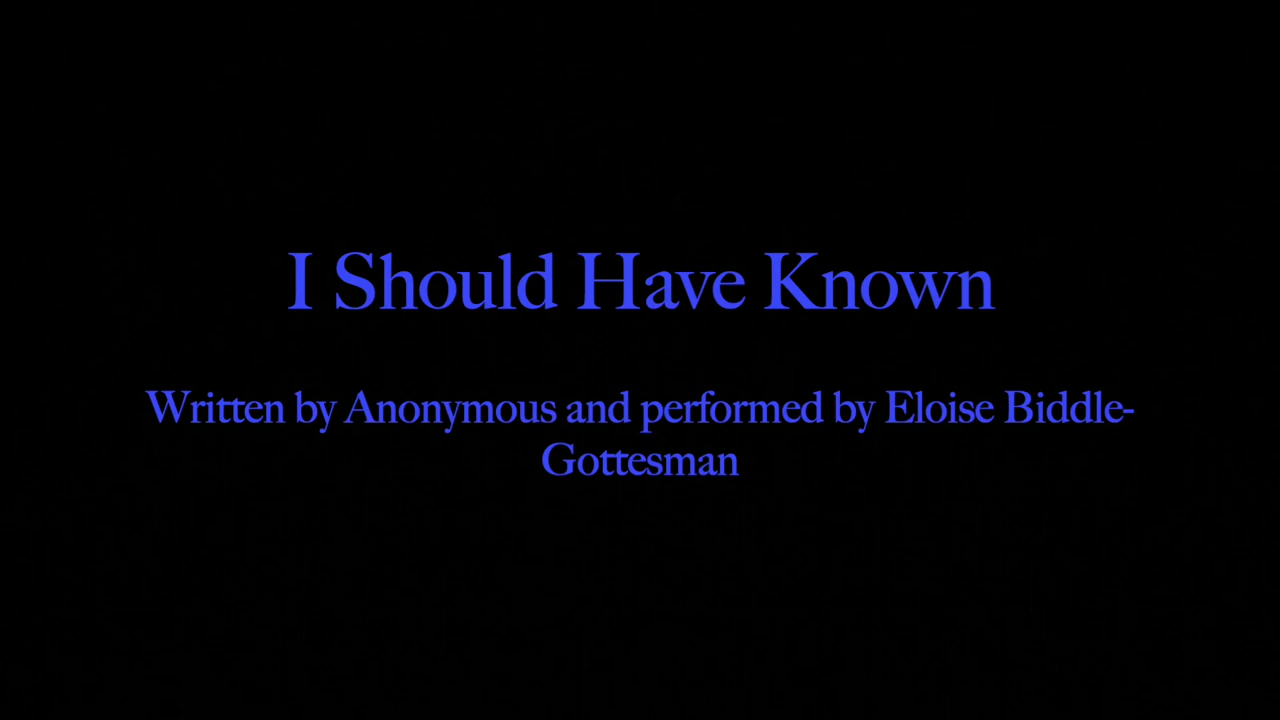 I Should Have Known
Written by Anonymous and performed by Eloise Biddle-
Gottesman